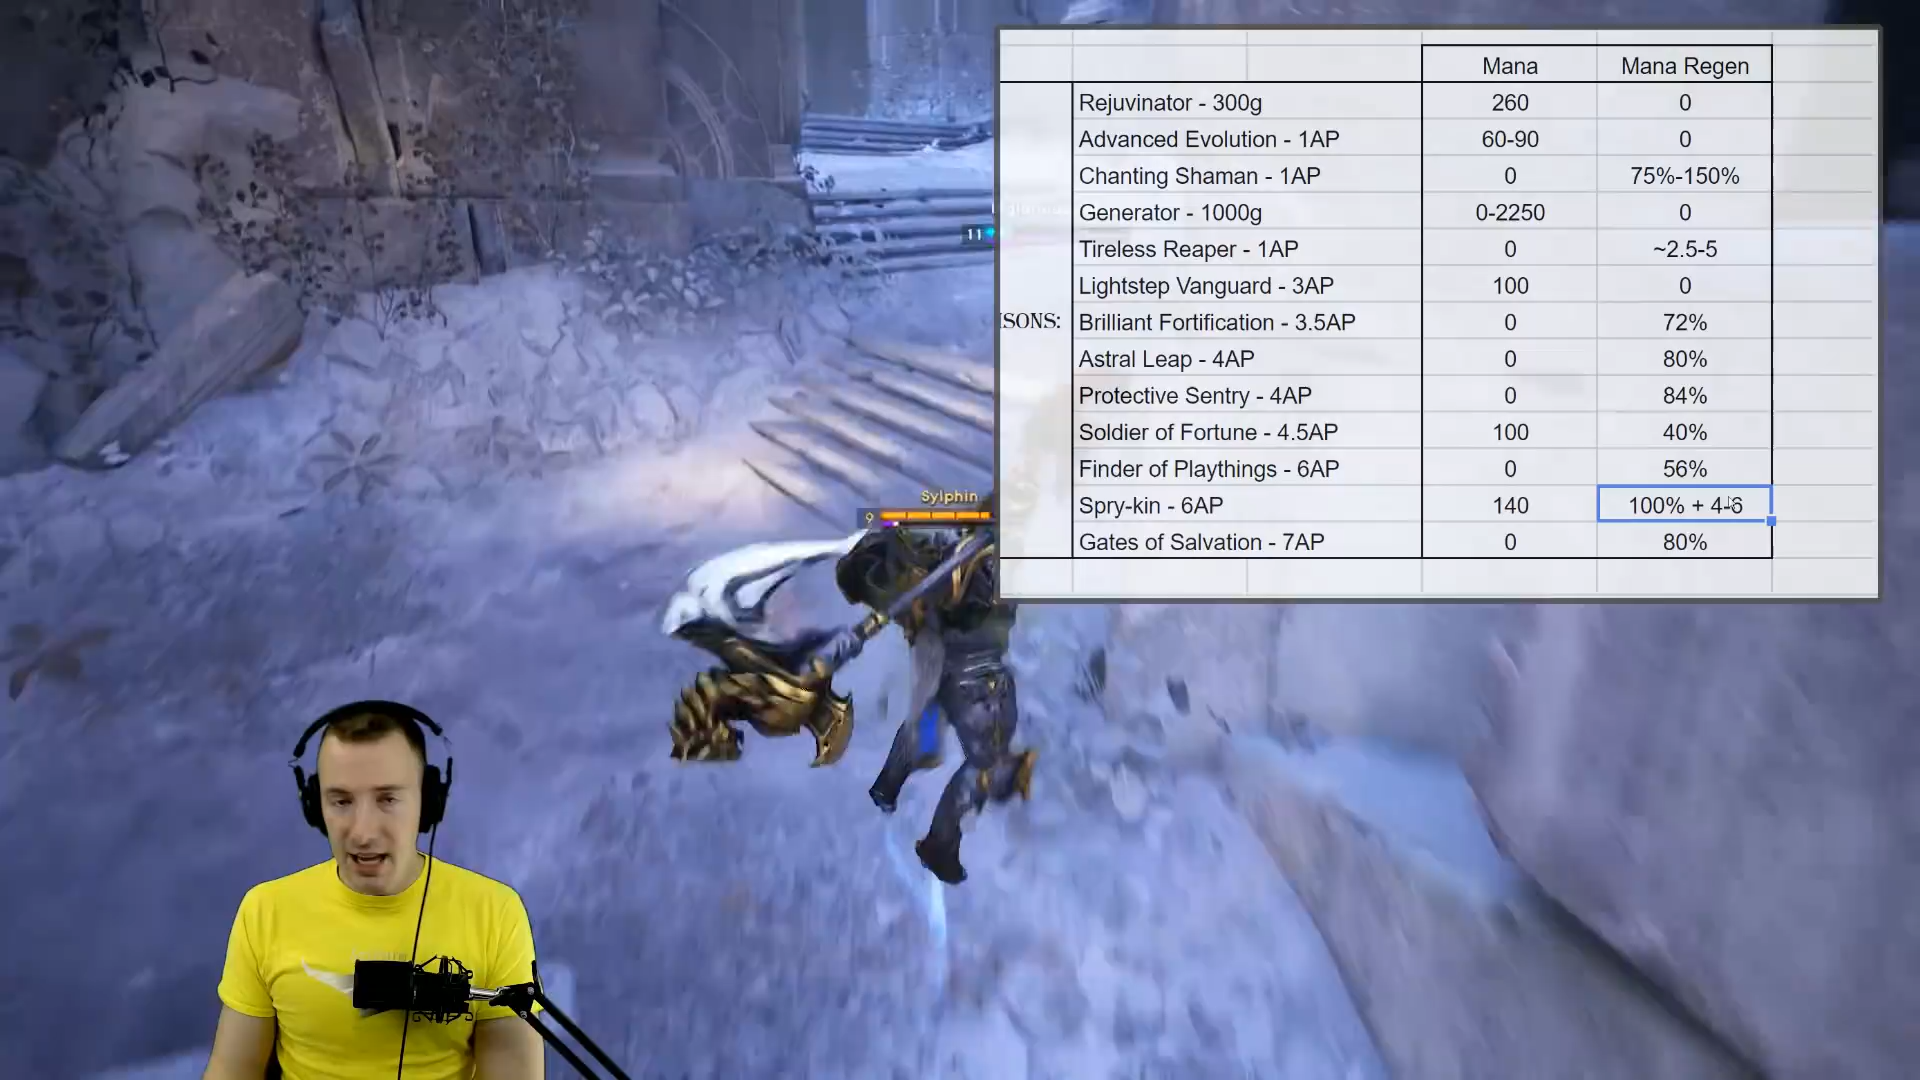 Mana Mana Regen
Rejuvinator - 300g 260 0
Advanced Evolution - 1AP 60-90 0
Chanting Shaman - 1AP 0 75%-150%
Generator - 1000g 0-2250 0
11
Tireless Reaper - 1AP 0 ~2.5-5
Lightstep Vanguard - 3AP 100 0
ISONS: Brilliant Fortification - 3.5AP 0 72%
Astral Leap - 4AP 0 80%
Protective Sentry - 4AP 0 84%
Soldier of Fortune - 4.5AP 100 40%
Finder of Playthings - 6AP 0 56%
Sylphin
Spry-kin - 6AP 140 100% + 4-6
9
Gates of Salvation - 7AP 0 80%